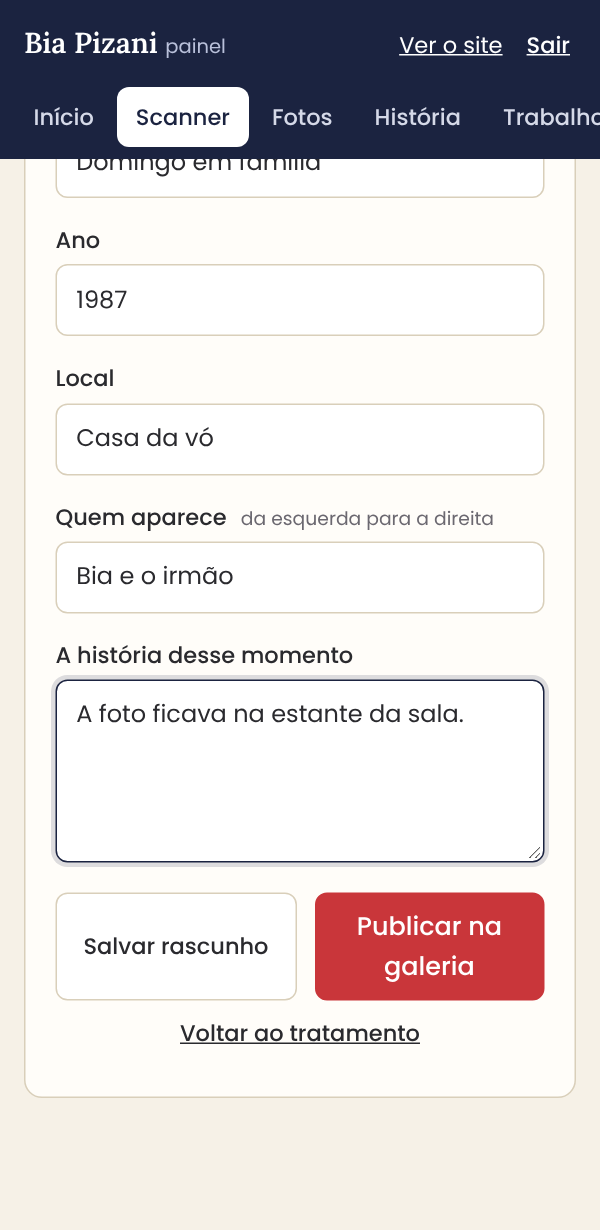 Bia Pizani painel
Ver o site Sair
Início Scanner Fotos História Trabalho
Domingo em família
Ano
1987
Local
Casa da vó
Quem aparece da esquerda para a direita
Bia e o irmão
A história desse momento
A foto ficava na estante da sala.
Salvar rascunho
Publicar na
galeria
Voltar ao tratamento